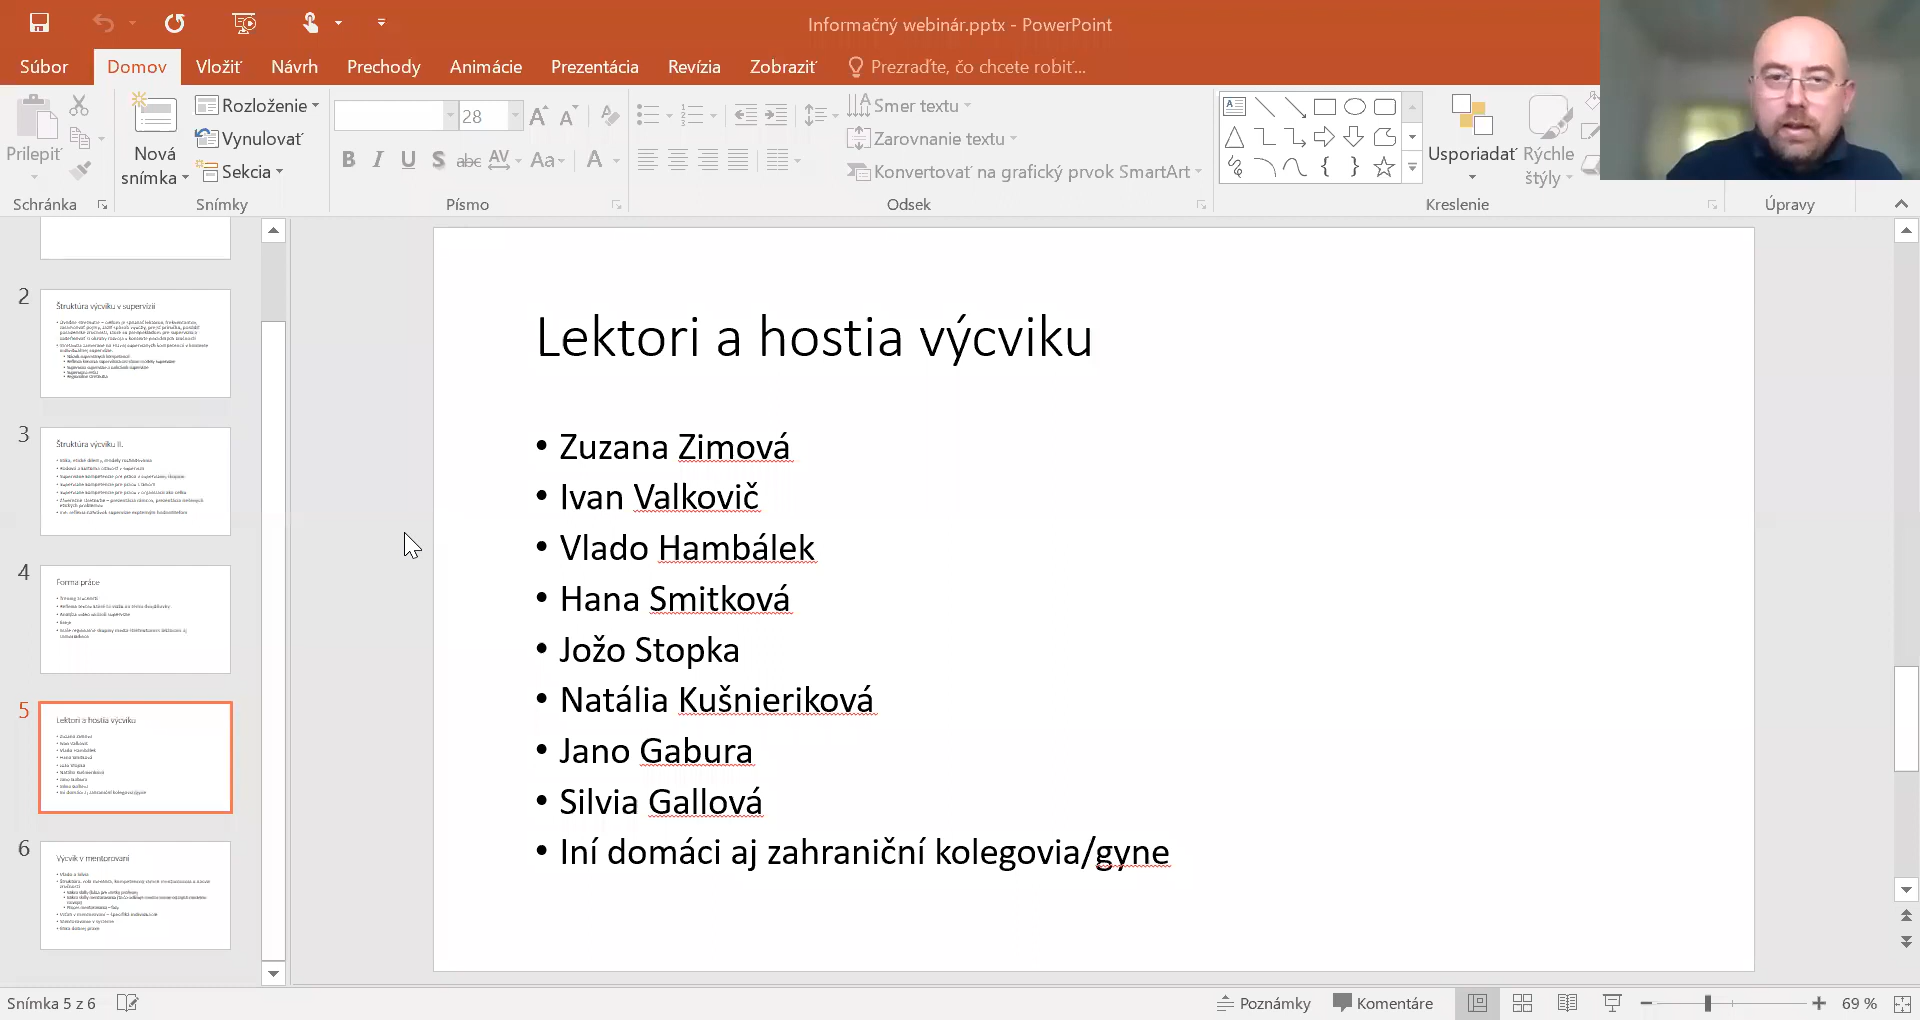 Informačný webinár.pptx - PowerPoint
Súbor Domov Vložiť Návrh Prechody Animácie Prezentácia Revízia Zobraziť Prezraďte, čo chcete robiť...
Prilepiť
Schránka
Nová snímka
Rozloženie
Vynulovať
Sekcia
Snímky
28
B I U S abc AV Aa A
Písmo
Smer textu
Zarovnanie textu
Konvertovať na grafický prvok SmartArt
Odsek
Usporiadať
Rýchle štýly
Kreslenie
Úpravy
2
Štruktúra výcviku v supervízii
3
Štruktúra výcviku II.
4
Forma práce
5
Lektori a hostia výcviku
6
Výcvik v mentorovaní
Lektori a hostia výcviku
• Zuzana Zimová
• Ivan Valkovič
• Vlado Hambálek
• Hana Smitková
• Jožo Stopka
• Natália Kušnieriková
• Jano Gabura
• Silvia Gallová
• Iní domáci aj zahraniční kolegovia/gyne
Snímka 5 z 6
Poznámky
Komentáre
69 %